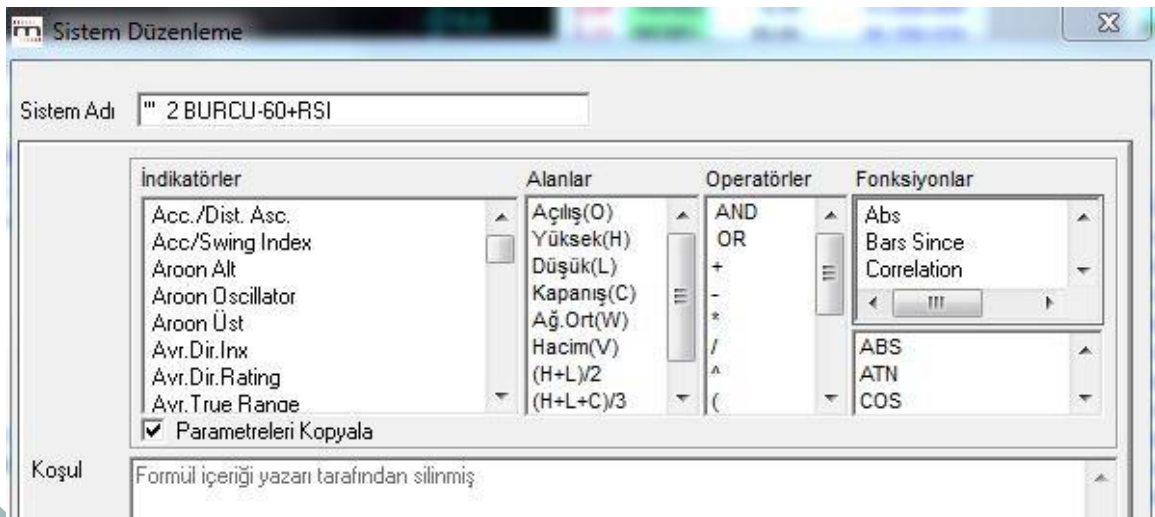 Sistem Düzenleme
Sistem Adı "' 2 BURCU-60+RSI
İndikatörler Alanlar Operatörler Fonksiyonlar
Acc./Dist. Asc.
Acc/Swing Index
Aroon Alt
Aroon Oscillator
Aroon Üst
Avr.Dir.Inx
Avr.Dir.Rating
Avr.True Range
Açılış(O)
Yüksek(H)
Düşük(L)
Kapanış(C)
Ağ.Ort(W)
Hacim(V)
(H+L)/2
(H+L+C)/3
AND
OR
+
-
*
/
^
(
Abs
Bars Since
Correlation
ABS
ATN
COS
Parametreleri Kopyala
Koşul
Formül içeriği yazarı tarafından silinmiş